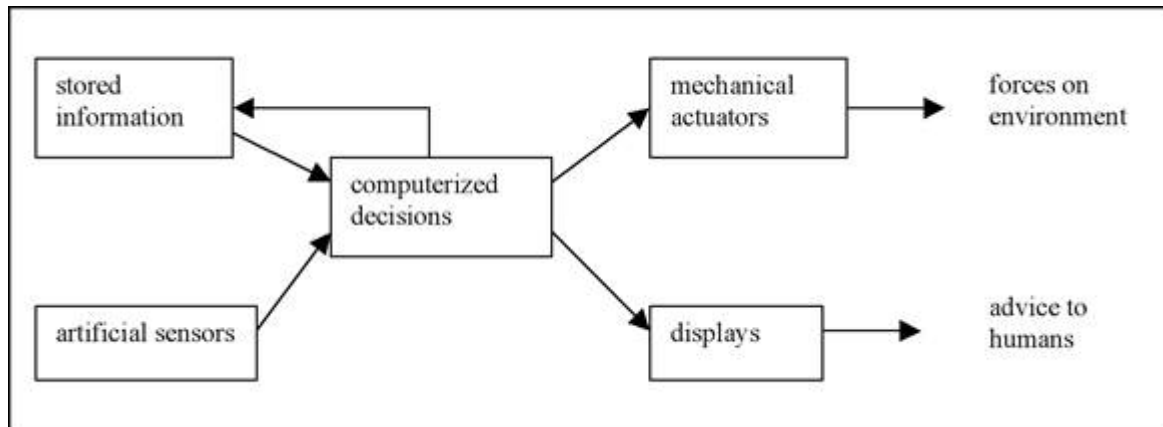 stored
information
mechanical
actuators
forces on
environment
computerized
decisions
artificial sensors
displays
advice to
humans